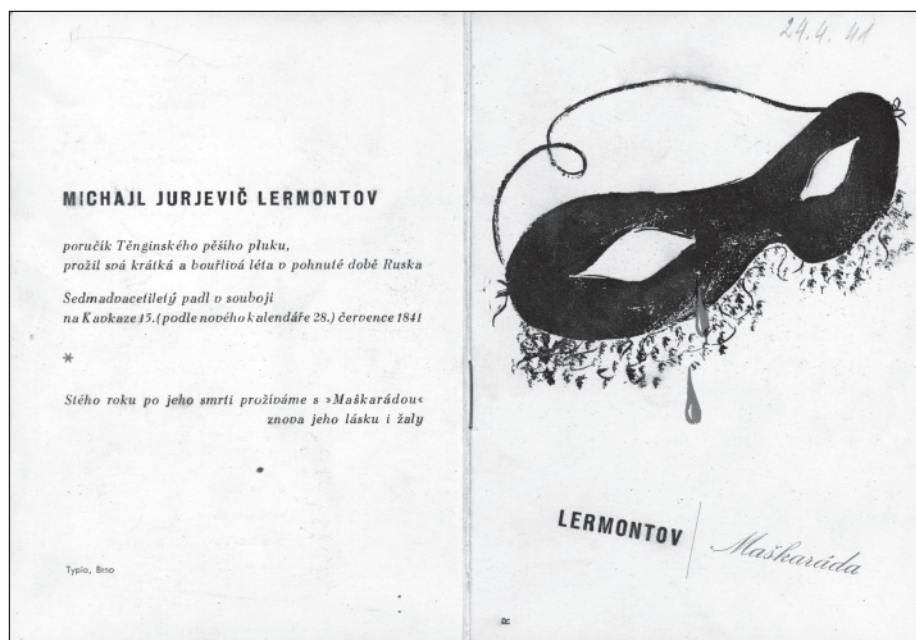 MICHAJL JURJEVIČ LERMONTOV
poručík Těnginského pěšího pluku,
prožil svá krátká a bouřlivá léta v pohnuté době Ruska
Sedmadvacetiletý padl v souboji
na Kavkaze 15. (podle nového kalendáře 28.) července 1841
*
Stého roku po jeho smrti prožíváme s »Maškarádou«
znova jeho lásku i žaly
Typia, Brno
24. 4. 41
LERMONTOV
Maškaráda
R